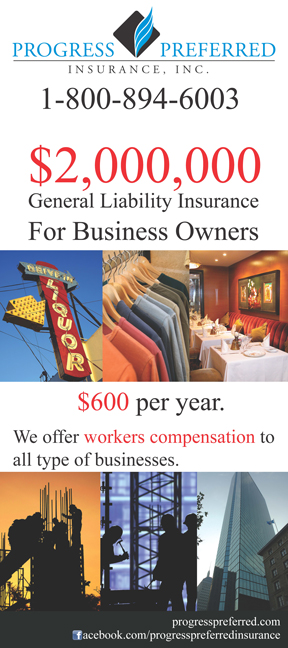 PROGRESS PREFERRED
INSURANCE, INC.
1-800-894-6003
$2,000,000
General Liability Insurance
For Business Owners
DRIVE-IN
LIQUOR
$600 per year.
We offer workers compensation to
all type of businesses.
progresspreferred.com
facebook.com/progresspreferredinsurance